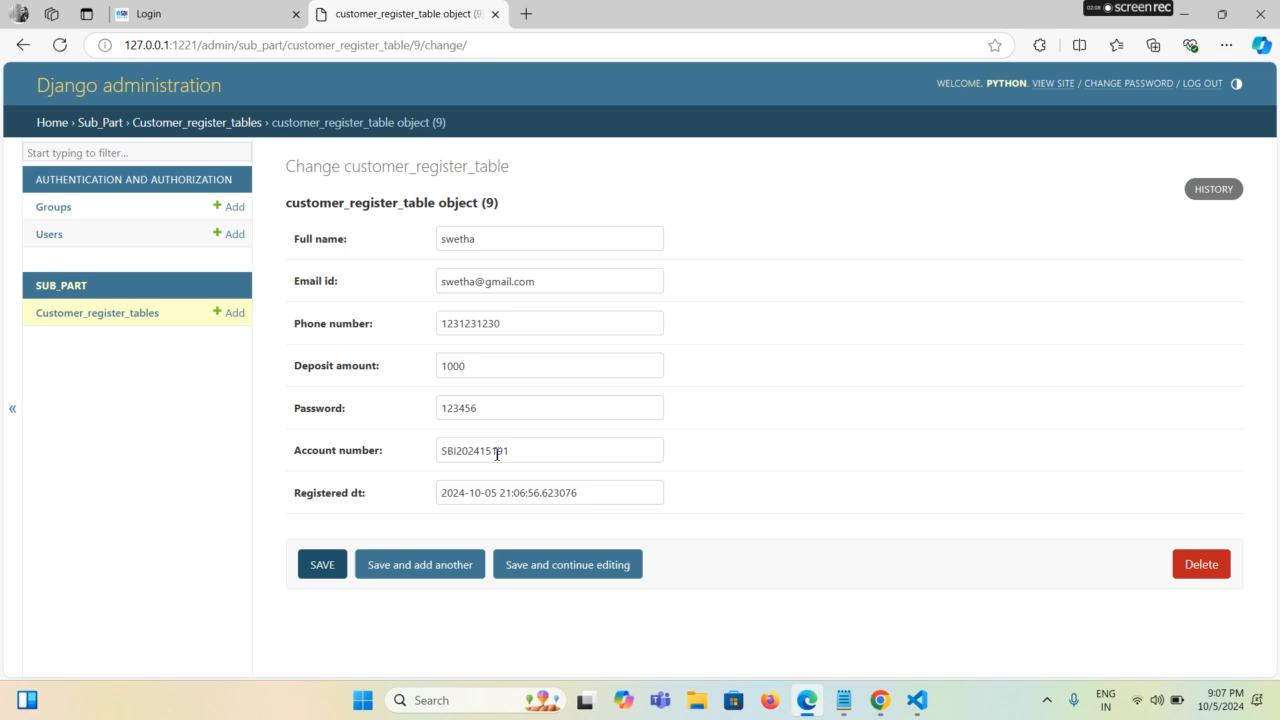 Login
customer_register_table object (9)
02:08 screenrec
127.0.0.1:1221/admin/sub_part/customer_register_table/9/change/
Django administration
WELCOME, PYTHON. VIEW SITE / CHANGE PASSWORD / LOG OUT
Home › Sub_Part › Customer_register_tables › customer_register_table object (9)
Start typing to filter...
AUTHENTICATION AND AUTHORIZATION
Groups + Add
Users + Add
SUB_PART
Customer_register_tables + Add
«
Change customer_register_table
HISTORY
customer_register_table object (9)
Full name: swetha
Email id: swetha@gmail.com
Phone number: 1231231230
Deposit amount: 1000
Password: 123456
Account number: SBI202415191
Registered dt: 2024-10-05 21:06:56.623076
SAVE Save and add another Save and continue editing Delete
Search
ENG
IN
9:07 PM
10/5/2024